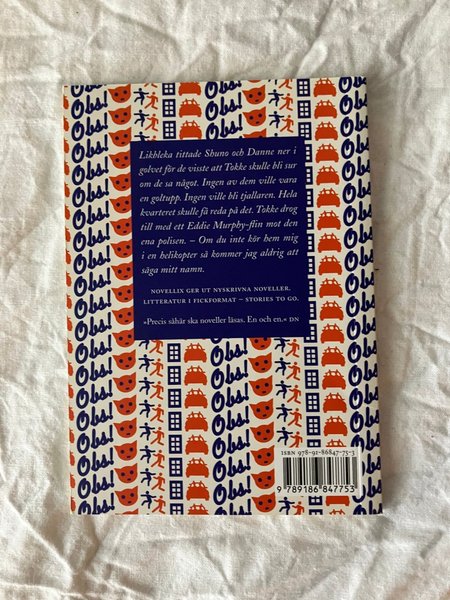 Likbleka tittade Shuno och Danne ner i
golvet för de visste att Tokke skulle bli sur
om de sa något. Ingen av dem ville vara
en goltupp. Ingen ville bli tjallaren. Hela
kvarteret skulle få reda på det. Tokke drog
till med ett Eddie Murphy-flin mot den
ena polisen. – Om du inte kör hem mig
i en helikopter så kommer jag aldrig att
säga mitt namn.
NOVELLIX GER UT NYSKRIVNA NOVELLER.
LITTERATUR I FICKFORMAT – STORIES TO GO.
»Precis såhär ska noveller läsas. En och en.« DN
Obs!
Obs!
Obs!
Obs!
Obs!
Obs!
Obs!
Obs!
Obs!
Obs!
ISBN 978-91-86847-75-3
9 789186 847753